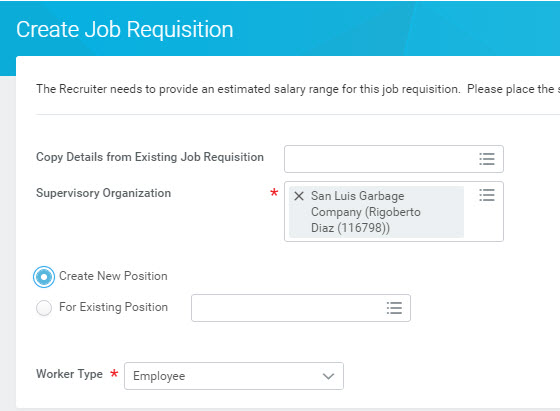 Create Job Requisition
The Recruiter needs to provide an estimated salary range for this job requisition. Please place the
Copy Details from Existing Job Requisition
Supervisory Organization * × San Luis Garbage
Company (Rigoberto
Diaz (116798))
Create New Position
For Existing Position
Worker Type * Employee